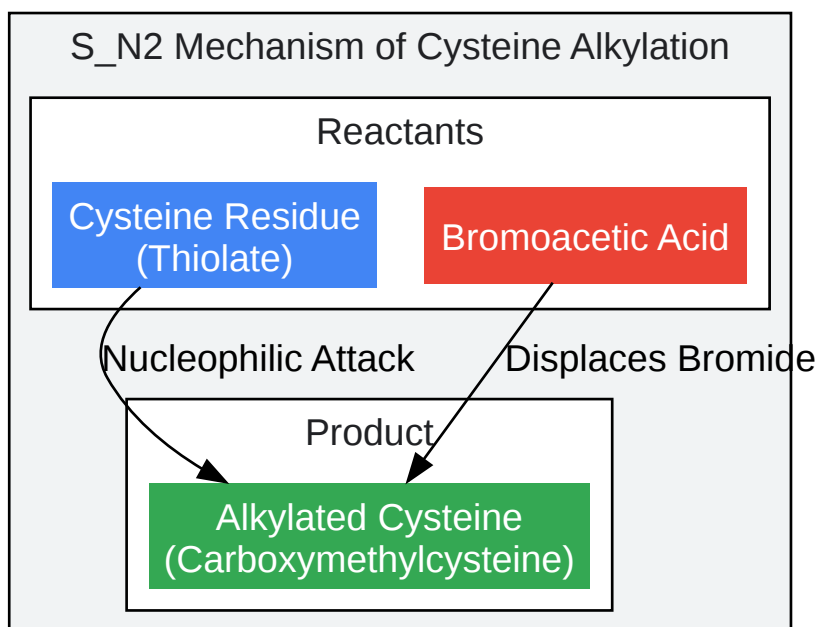 S_N2 Mechanism of Cysteine Alkylation
Reactants
Cysteine Residue
(Thiolate)
Bromoacetic Acid
Nucleophilic Attack
Displaces Bromide
Product
Alkylated Cysteine
(Carboxymethylcysteine)